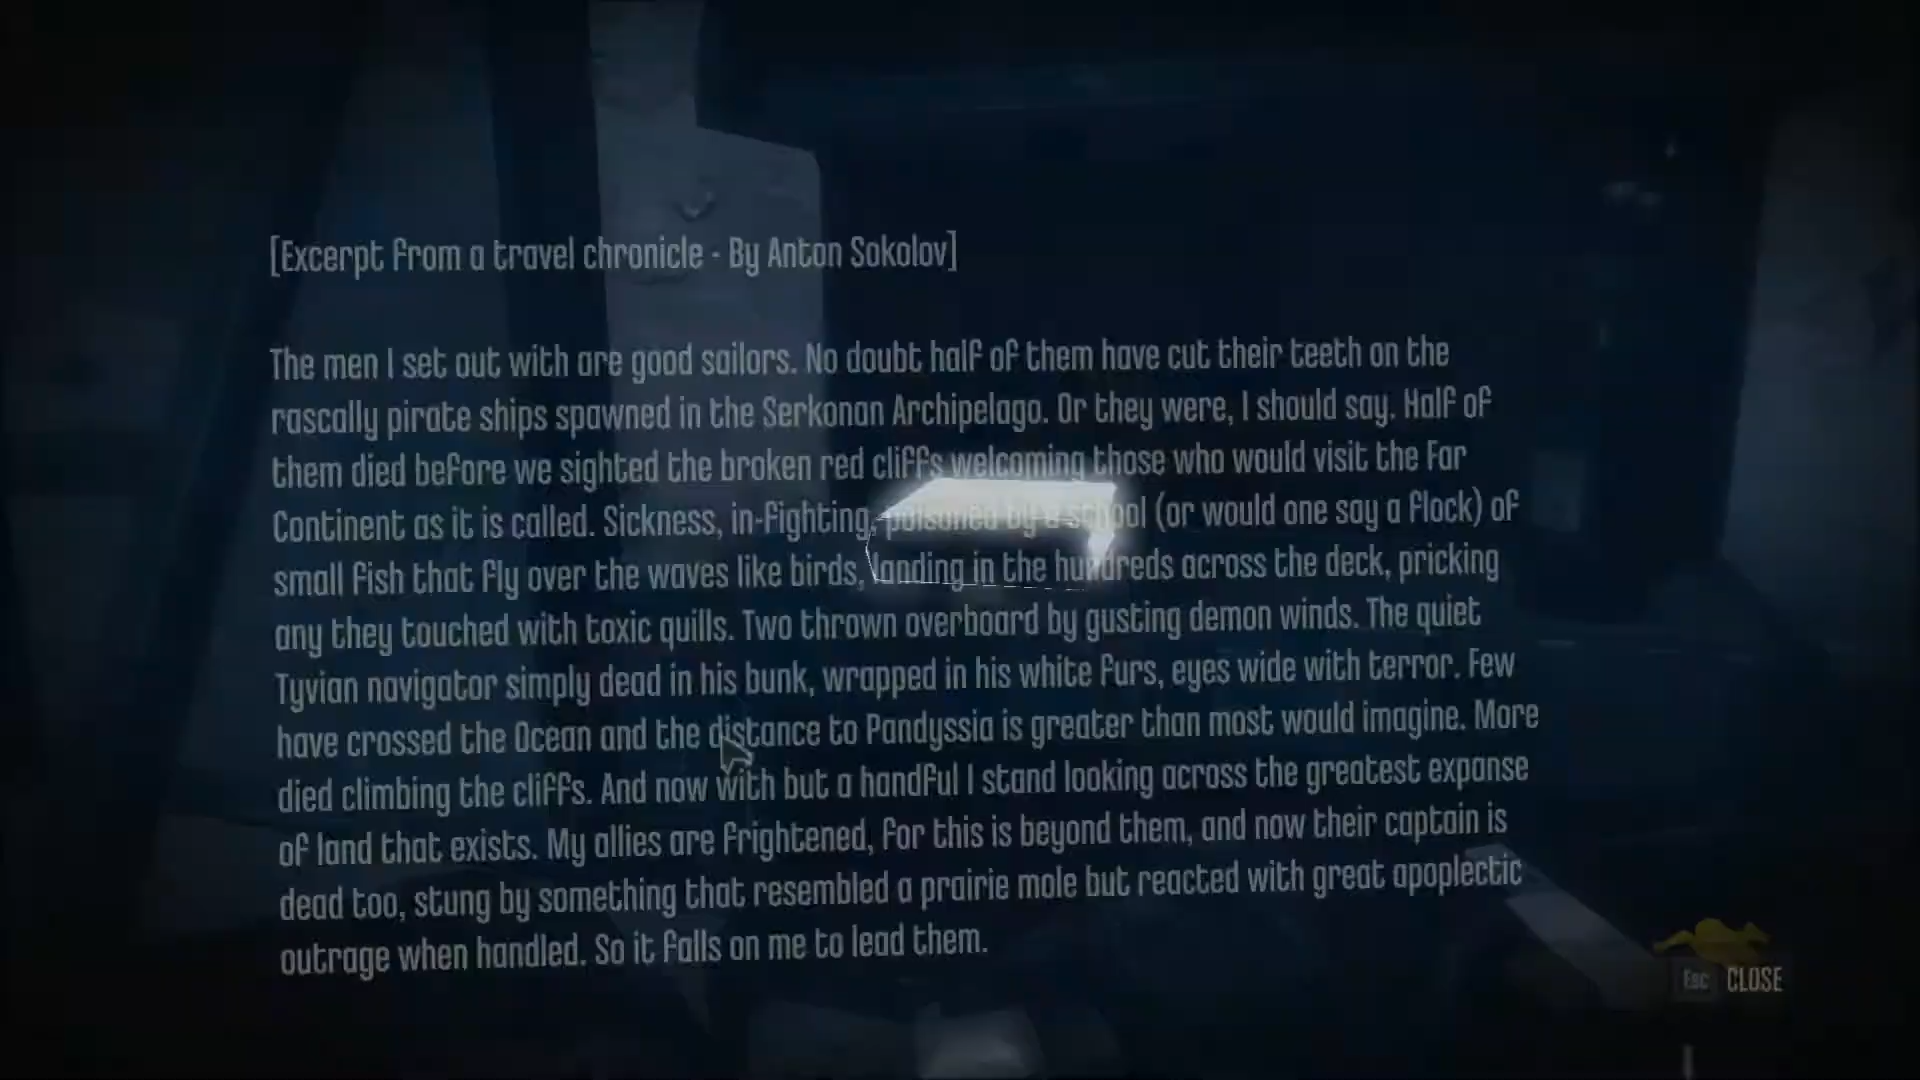 [Excerpt from a travel chronicle - By Anton Sokolov]
The men I set out with are good sailors. No doubt half of them have cut their teeth on the
rascally pirate ships spawned in the Serkonan Archipelago. Or they were, I should say. Half of
them died before we sighted the broken red cliffs welcoming those who would visit the Far
Continent as it is called. Sickness, in-fighting, poisoned by a school (or would one say a flock) of
small fish that fly over the waves like birds, landing in the hundreds across the deck, pricking
any they touched with toxic quills. Two thrown overboard by gusting demon winds. The quiet
Tyvian navigator simply dead in his bunk, wrapped in his white furs, eyes wide with terror. Few
have crossed the Ocean and the distance to Pandyssia is greater than most would imagine. More
died climbing the cliffs. And now with but a handful I stand looking across the greatest expanse
of land that exists. My allies are frightened, for this is beyond them, and now their captain is
dead too, stung by something that resembled a prairie mole but reacted with great apoplectic
outrage when handled. So it falls on me to lead them.
Esc CLOSE